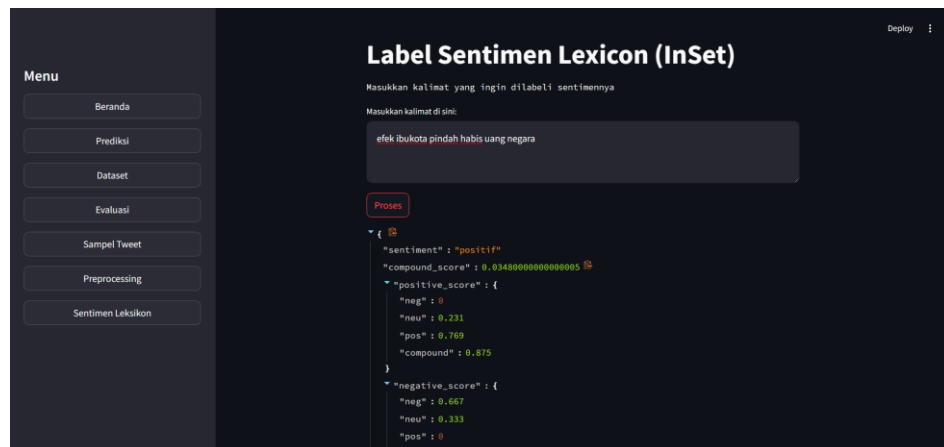 Deploy
Menu
Beranda
Prediksi
Dataset
Evaluasi
Sampel Tweet
Preprocessing
Sentimen Leksikon
Label Sentimen Lexicon (InSet)
Masukkan kalimat yang ingin dilabeli sentimennya
Masukkan kalimat di sini:
efek ibukota pindah habis uang negara
Proses
{
"sentiment" : "positif"
"compound_score" : 0.03480000000000005
"positive_score" : {
"neg" : 0
"neu" : 0.231
"pos" : 0.769
"compound" : 0.875
}
"negative_score" : {
"neg" : 0.667
"neu" : 0.333
"pos" : 0